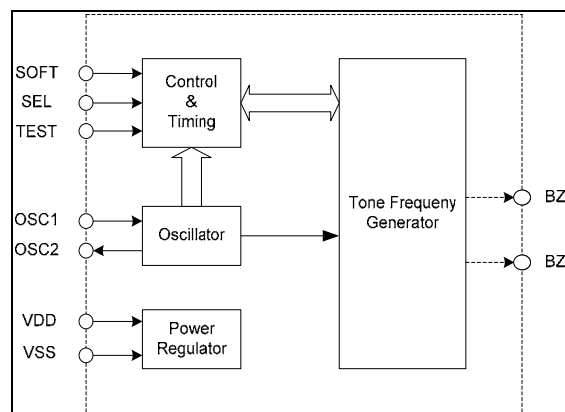 SOFT
SEL
TEST
Control
&
Timing
OSC1
OSC2
Oscillator
Tone Frequeny
Generator
BZ
BZ
VDD
VSS
Power
Regulator